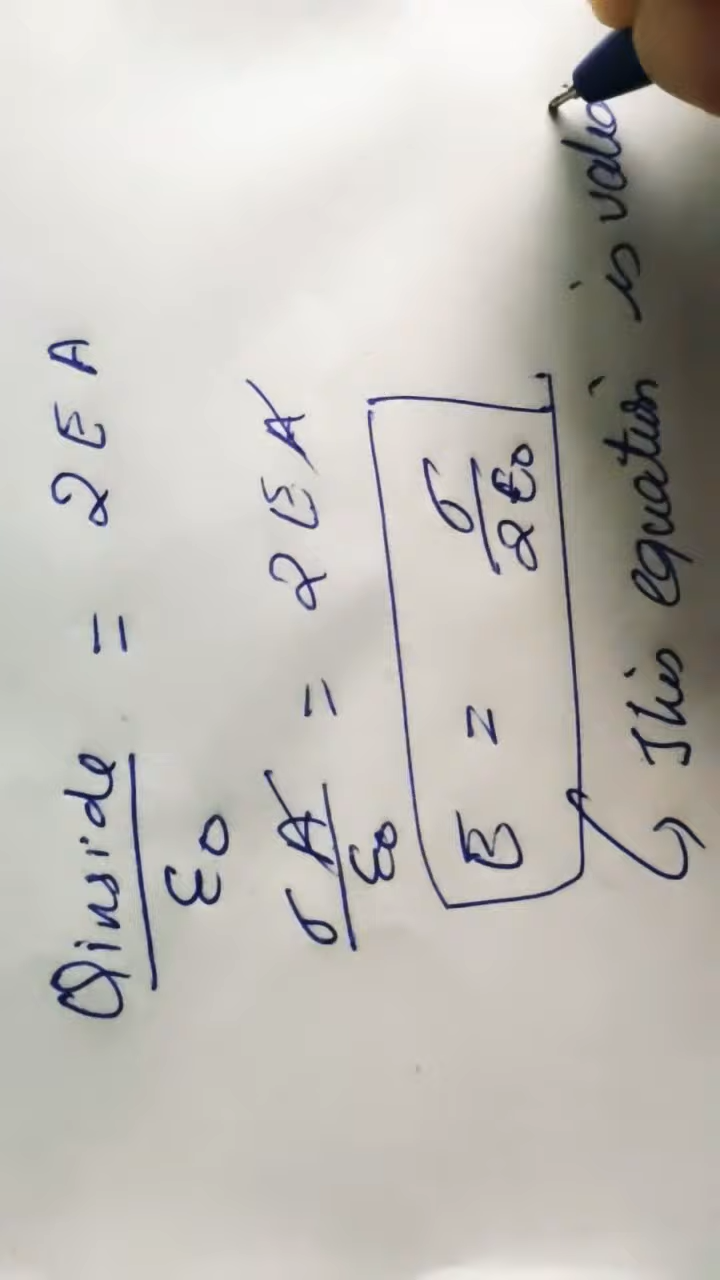 Qinside/ε₀ = 2EA
σA/ε₀ = 2EA
E = σ/2ε₀
↳ This equation is valid